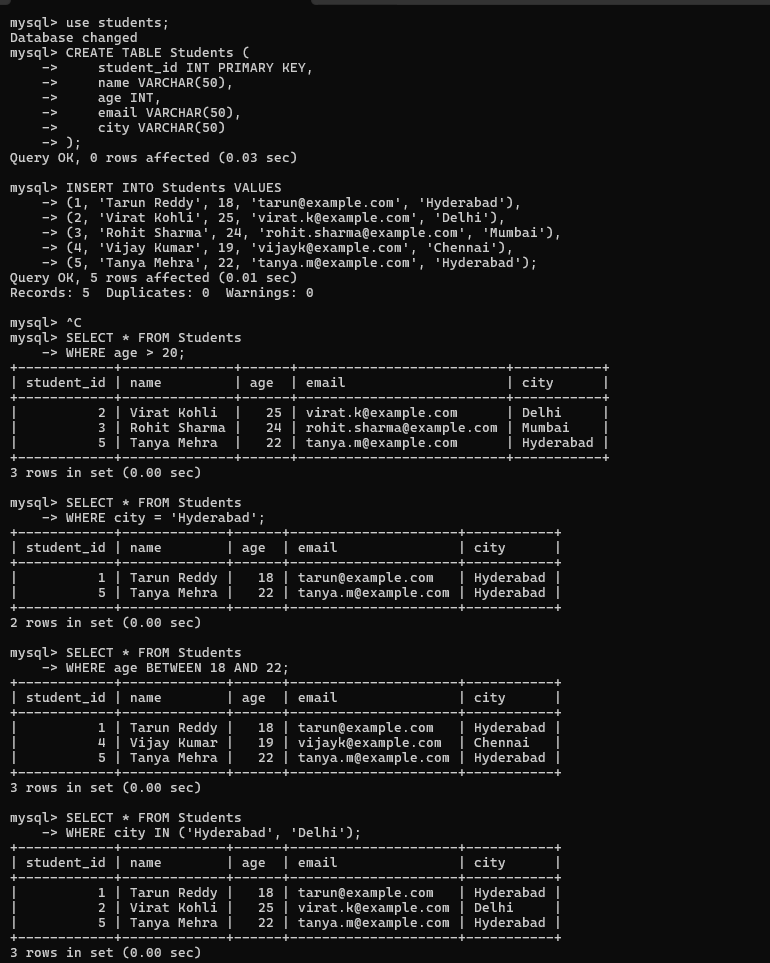 mysql> use students;
Database changed
mysql> CREATE TABLE Students (
    ->     student_id INT PRIMARY KEY,
    ->     name VARCHAR(50),
    ->     age INT,
    ->     email VARCHAR(50),
    ->     city VARCHAR(50)
    -> );
Query OK, 0 rows affected (0.03 sec)

mysql> INSERT INTO Students VALUES
    -> (1, 'Tarun Reddy', 18, 'tarun@example.com', 'Hyderabad'),
    -> (2, 'Virat Kohli', 25, 'virat.k@example.com', 'Delhi'),
    -> (3, 'Rohit Sharma', 24, 'rohit.sharma@example.com', 'Mumbai'),
    -> (4, 'Vijay Kumar', 19, 'vijayk@example.com', 'Chennai'),
    -> (5, 'Tanya Mehra', 22, 'tanya.m@example.com', 'Hyderabad');
Query OK, 5 rows affected (0.01 sec)
Records: 5  Duplicates: 0  Warnings: 0

mysql> ^C
mysql> SELECT * FROM Students
    -> WHERE age > 20;
+------------+--------------+------+--------------------------+-----------+
| student_id | name         | age  | email                    | city      |
+------------+--------------+------+--------------------------+-----------+
|          2 | Virat Kohli  |   25 | virat.k@example.com      | Delhi     |
|          3 | Rohit Sharma |   24 | rohit.sharma@example.com | Mumbai    |
|          5 | Tanya Mehra  |   22 | tanya.m@example.com      | Hyderabad |
+------------+--------------+------+--------------------------+-----------+
3 rows in set (0.00 sec)

mysql> SELECT * FROM Students
    -> WHERE city = 'Hyderabad';
+------------+-------------+------+---------------------+-----------+
| student_id | name        | age  | email               | city      |
+------------+-------------+------+---------------------+-----------+
|          1 | Tarun Reddy |   18 | tarun@example.com   | Hyderabad |
|          5 | Tanya Mehra |   22 | tanya.m@example.com | Hyderabad |
+------------+-------------+------+---------------------+-----------+
2 rows in set (0.00 sec)

mysql> SELECT * FROM Students
    -> WHERE age BETWEEN 18 AND 22;
+------------+-------------+------+---------------------+-----------+
| student_id | name        | age  | email               | city      |
+------------+-------------+------+---------------------+-----------+
|          1 | Tarun Reddy |   18 | tarun@example.com   | Hyderabad |
|          4 | Vijay Kumar |   19 | vijayk@example.com  | Chennai   |
|          5 | Tanya Mehra |   22 | tanya.m@example.com | Hyderabad |
+------------+-------------+------+---------------------+-----------+
3 rows in set (0.00 sec)

mysql> SELECT * FROM Students
    -> WHERE city IN ('Hyderabad', 'Delhi');
+------------+-------------+------+---------------------+-----------+
| student_id | name        | age  | email               | city      |
+------------+-------------+------+---------------------+-----------+
|          1 | Tarun Reddy |   18 | tarun@example.com   | Hyderabad |
|          2 | Virat Kohli |   25 | virat.k@example.com | Delhi     |
|          5 | Tanya Mehra |   22 | tanya.m@example.com | Hyderabad |
+------------+-------------+------+---------------------+-----------+
3 rows in set (0.00 sec)